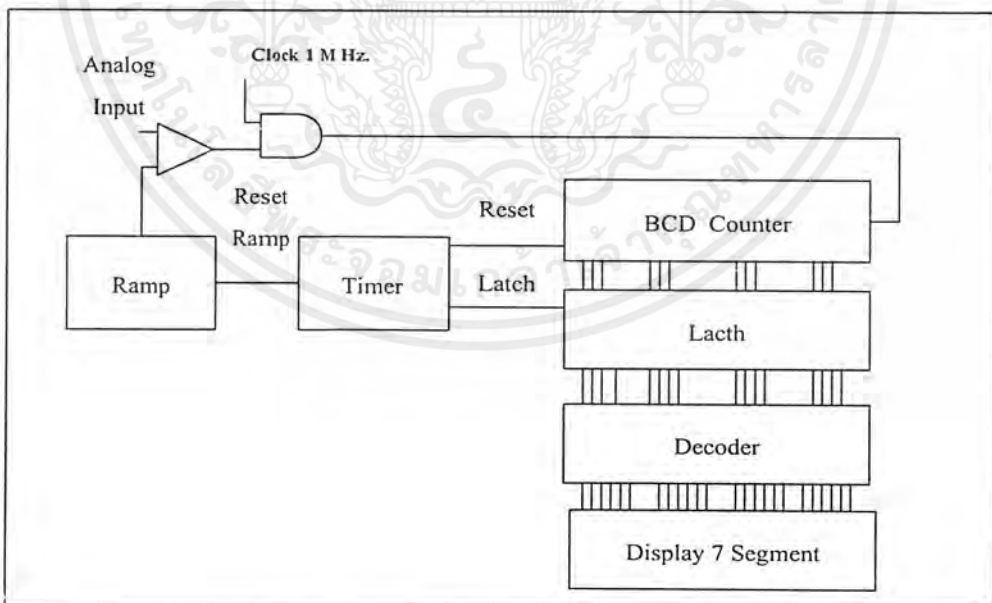 Clock 1 M Hz.
Analog
Input
Reset
Ramp
Reset
Latch
BCD Counter
Ramp
Timer
Lacth
Decoder
Display 7 Segment